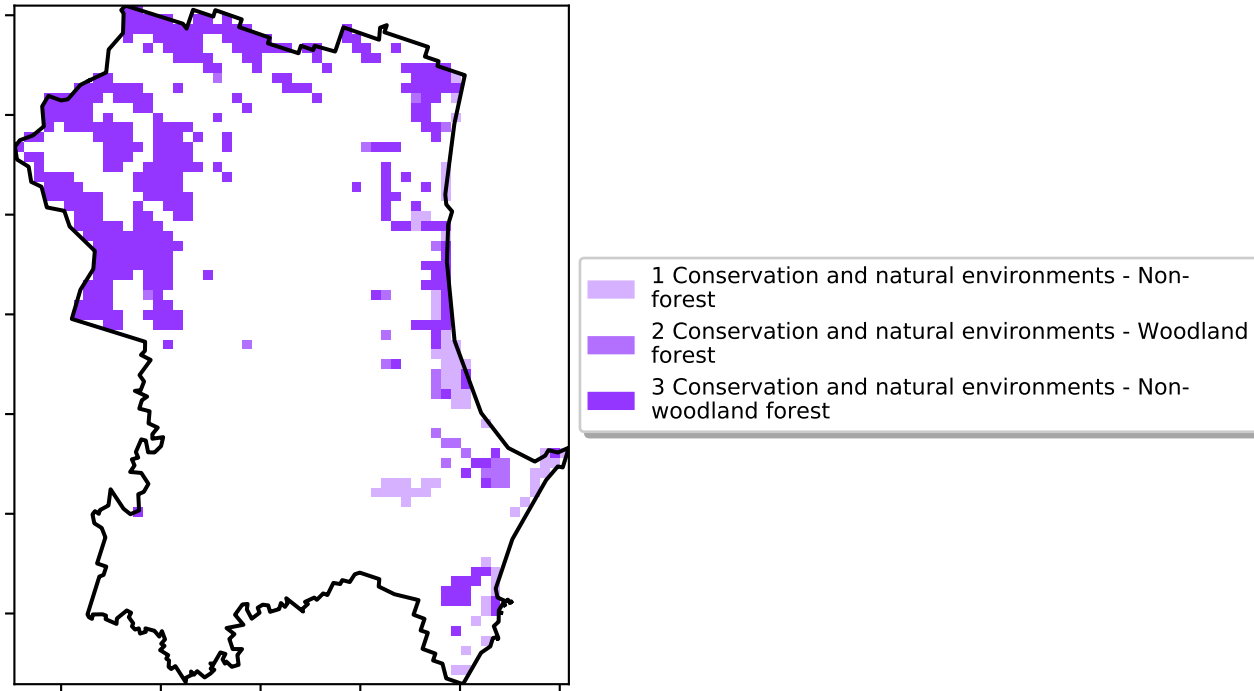 1 Conservation and natural environments - Non-
forest
2 Conservation and natural environments - Woodland
forest
3 Conservation and natural environments - Non-
woodland forest